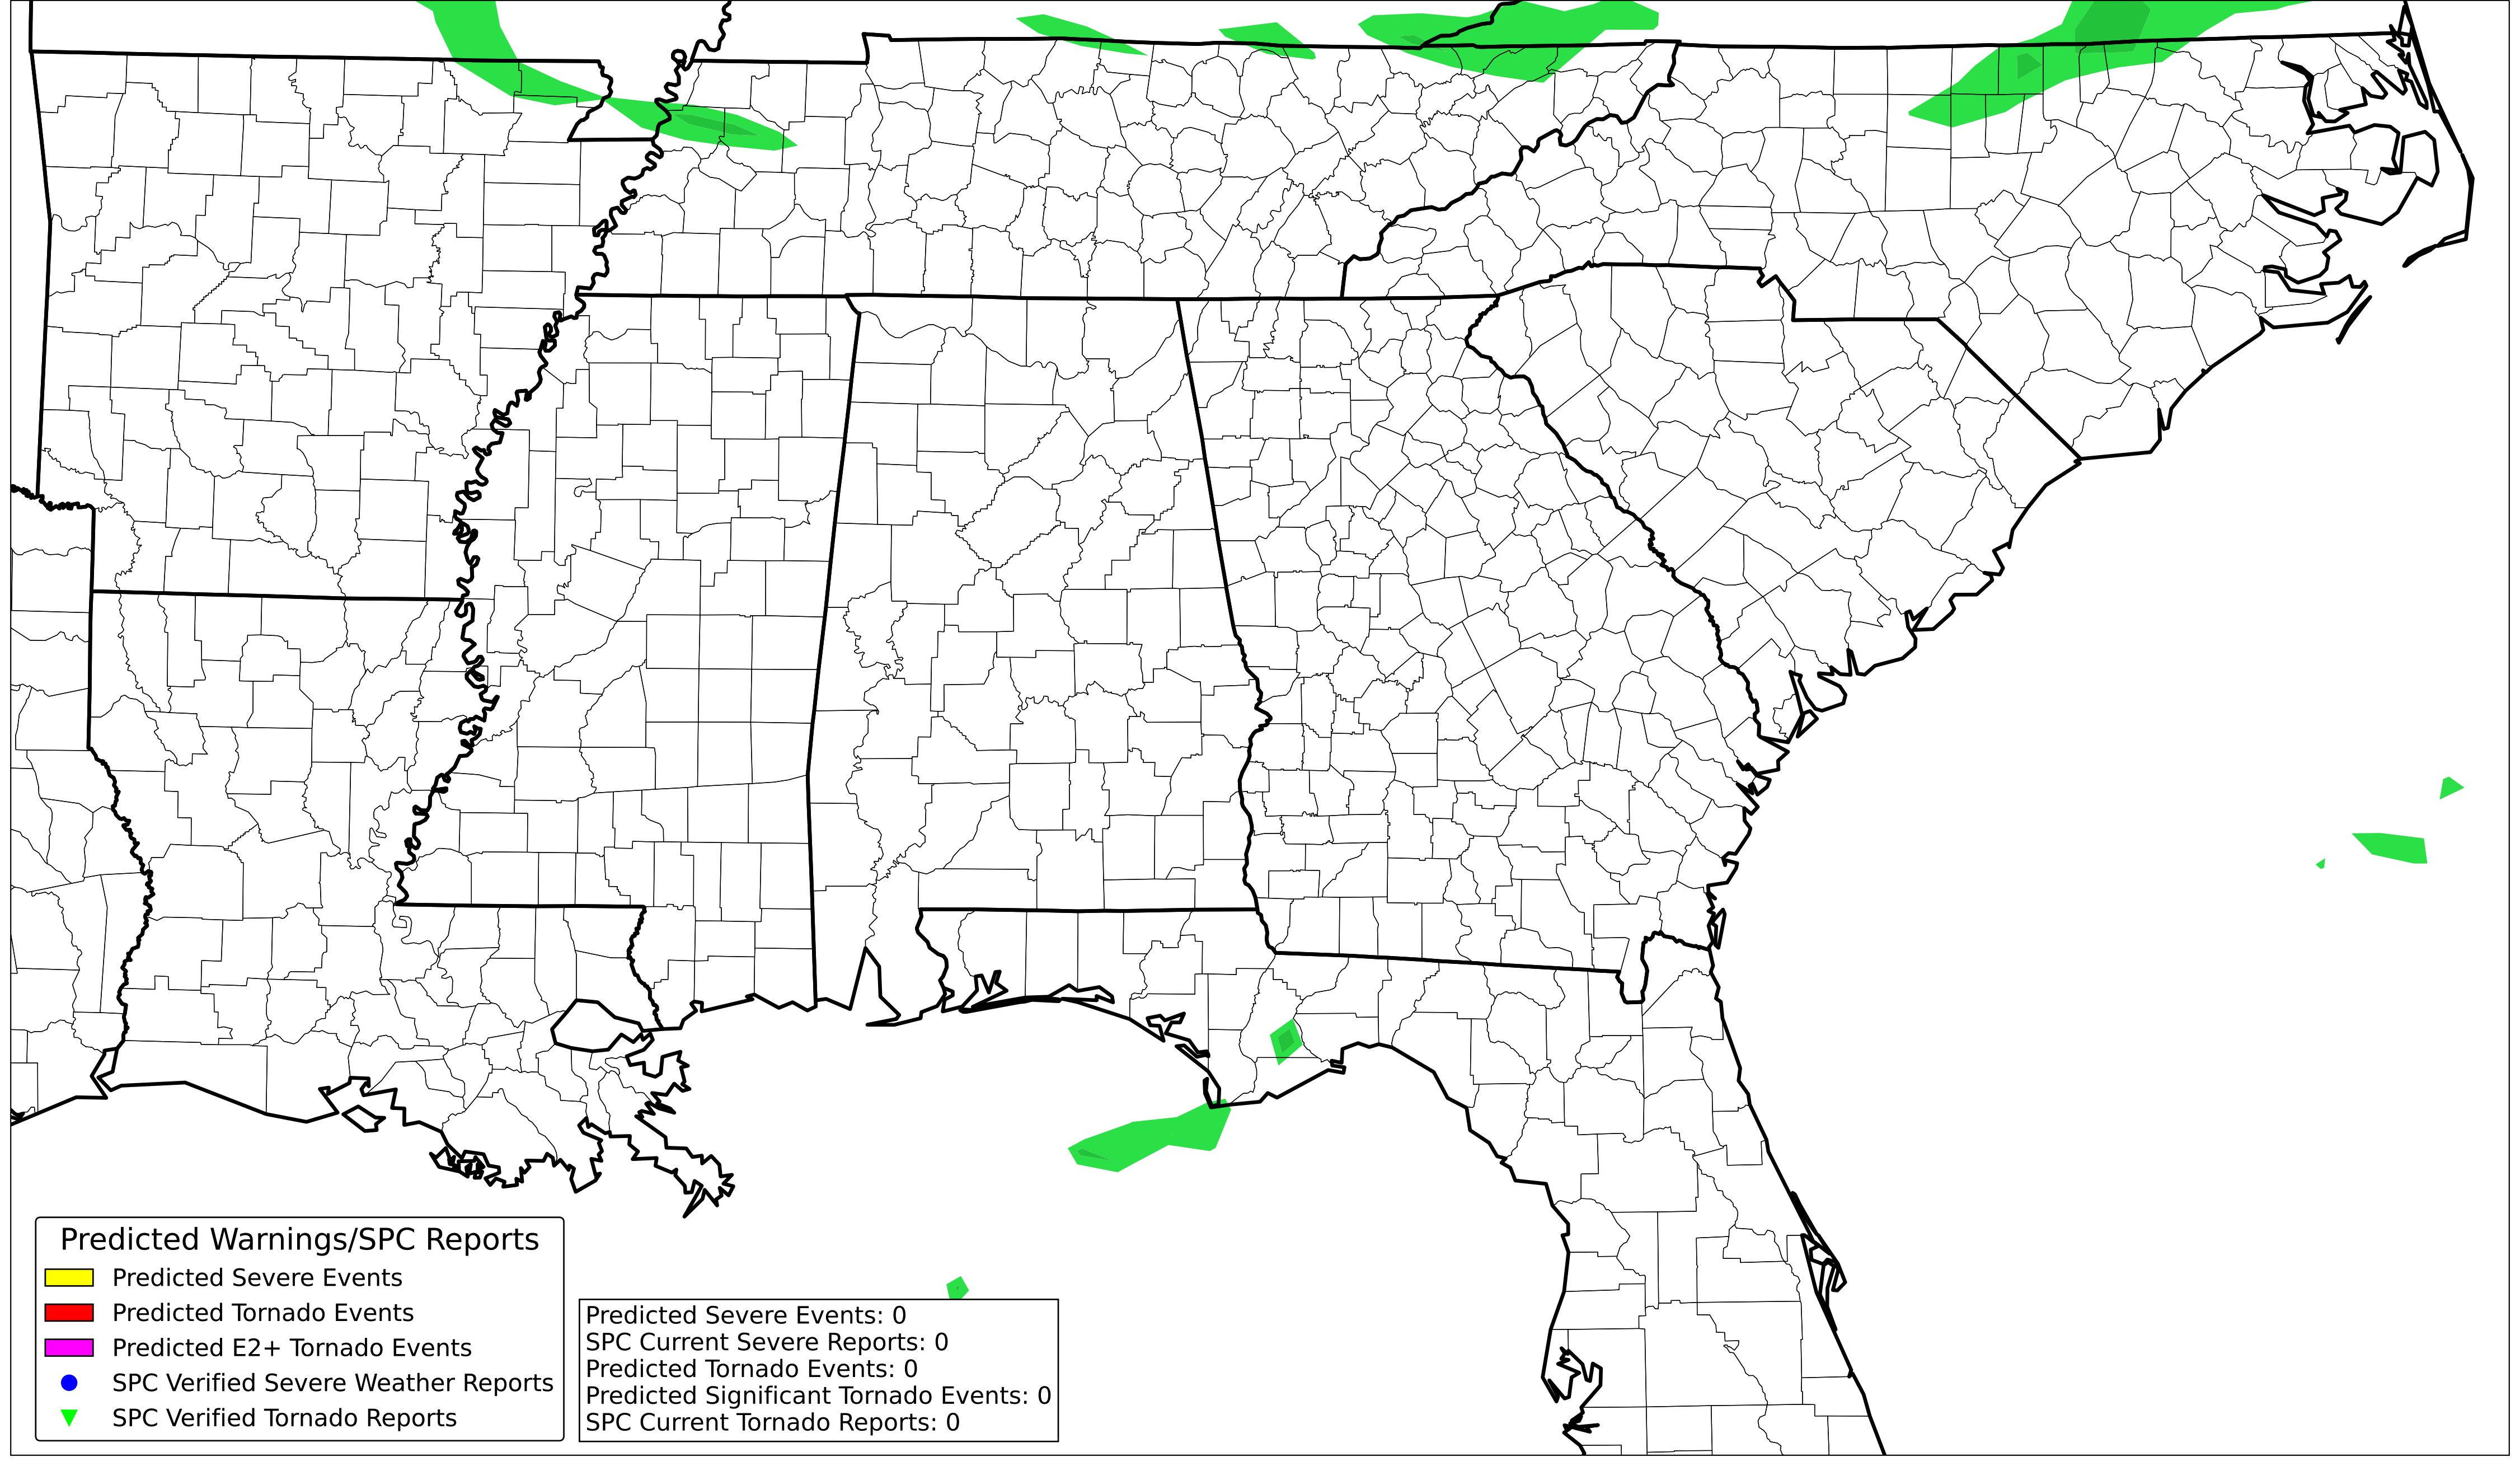 Predicted Warnings/SPC Reports
Predicted Severe Events
Predicted Tornado Events
Predicted E2+ Tornado Events
SPC Verified Severe Weather Reports
SPC Verified Tornado Reports
Predicted Severe Events: 0
SPC Current Severe Reports: 0
Predicted Tornado Events: 0
Predicted Significant Tornado Events: 0
SPC Current Tornado Reports: 0